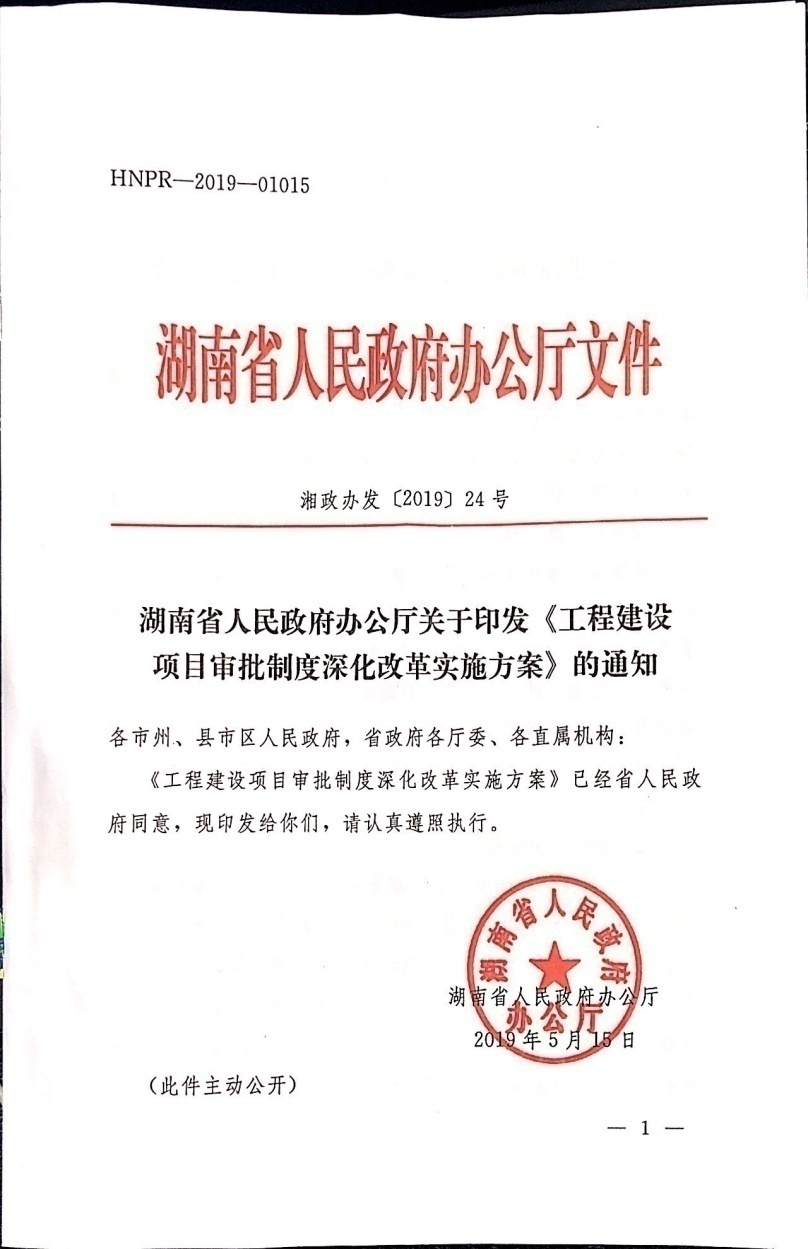 HNPR—2019—01015
湖南省人民政府办公厅文件
湘政办发〔2019〕24号
湖南省人民政府办公厅关于印发《工程建设
项目审批制度深化改革实施方案》的通知
各市州、县市区人民政府，省政府各厅委、各直属机构：
《工程建设项目审批制度深化改革实施方案》已经省人民政
府同意，现印发给你们，请认真遵照执行。
湖南省人民政府
办公厅
湖南省人民政府办公厅
2019年5月15日
（此件主动公开）
— 1 —